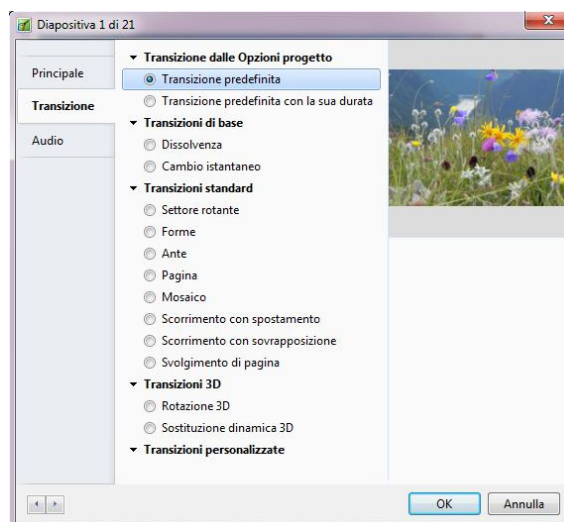 Diapositiva 1 di 21
Principale
Transizione
Audio
Transizione dalle Opzioni progetto
Transizione predefinita
Transizione predefinita con la sua durata
Transizioni di base
Dissolvenza
Cambio istantaneo
Transizioni standard
Settore rotante
Forme
Ante
Pagina
Mosaico
Scorrimento con spostamento
Scorrimento con sovrapposizione
Svolgimento di pagina
Transizioni 3D
Rotazione 3D
Sostituzione dinamica 3D
Transizioni personalizzate
OK
Annulla